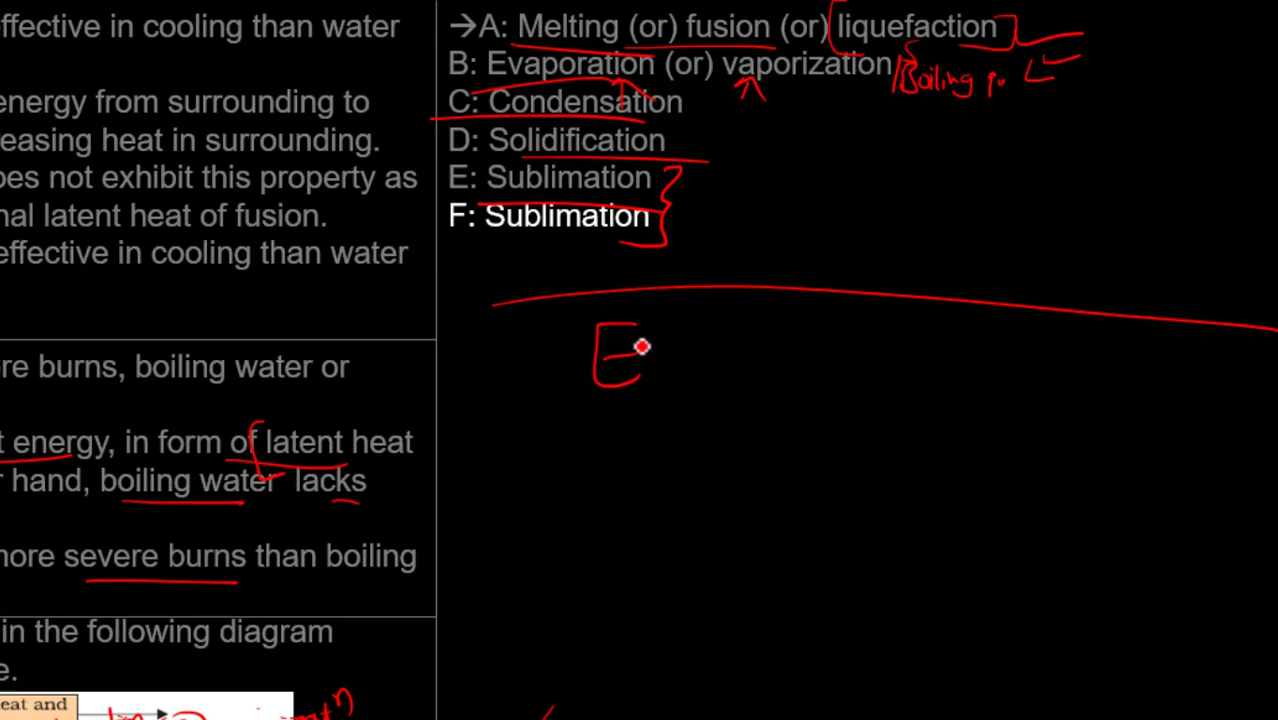 ffective in cooling than water
energy from surrounding to
reasing heat in surrounding.
oes not exhibit this property as
nal latent heat of fusion.
effective in cooling than water
re burns, boiling water or
t energy, in form of latent heat
r hand, boiling water lacks
more severe burns than boiling
in the following diagram
e.
eat and
→A: Melting (or) fusion (or) liquefaction
B: Evaporation (or) vaporization
Boiling
C: Condensation
D: Solidification
E: Sublimation
F: Sublimation
E